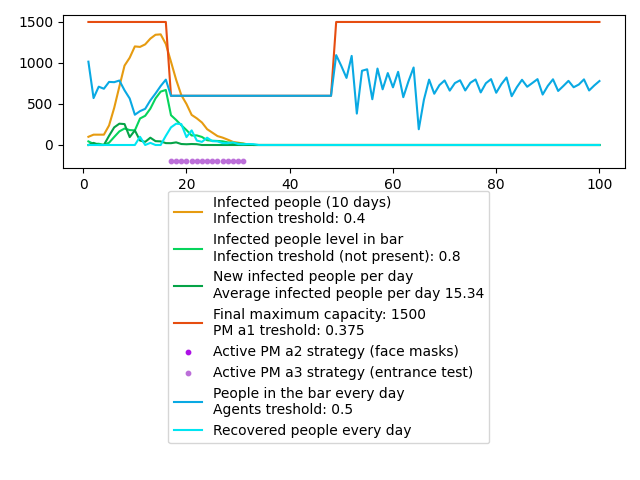 1500
1000
500
0
0
20
40
60
80
100
Infected people (10 days)
Infection treshold: 0.4
Infected people level in bar
Infection treshold (not present): 0.8
New infected people per day
Average infected people per day 15.34
Final maximum capacity: 1500
PM a1 treshold: 0.375
Active PM a2 strategy (face masks)
Active PM a3 strategy (entrance test)
People in the bar every day
Agents treshold: 0.5
Recovered people every day